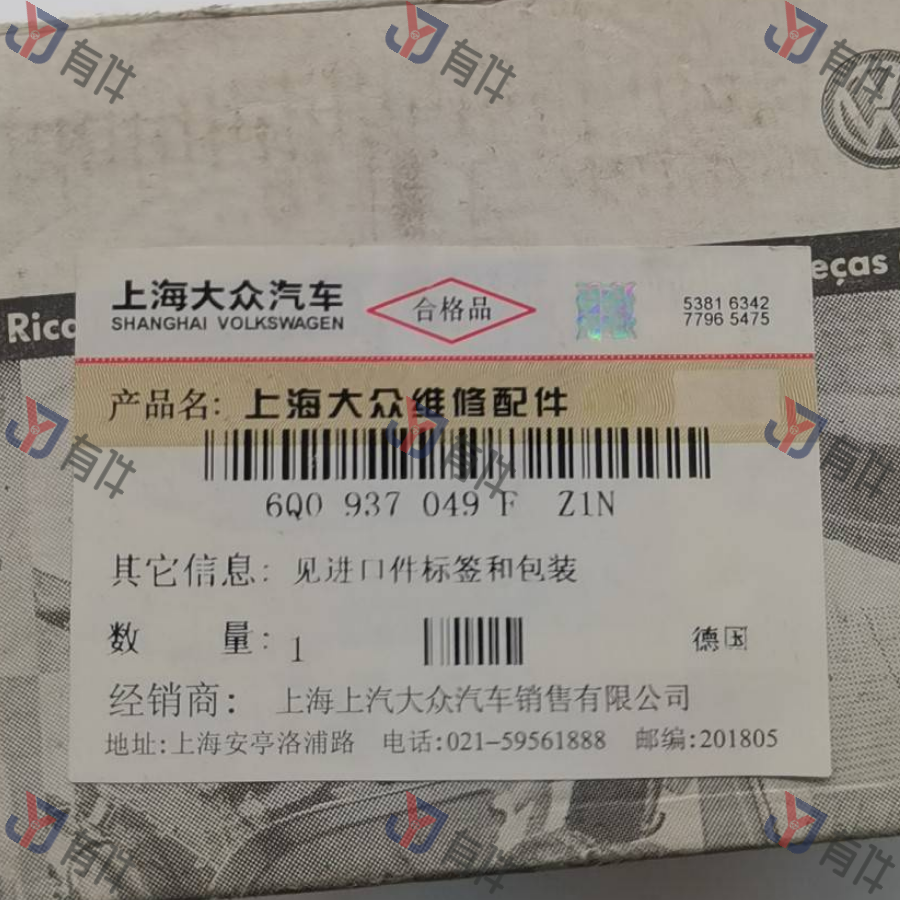 有件
有件
有件
Rico
eças
上海大众汽车
SHANGHAI VOLKSWAGEN
合格品
5381 6342
7796 5475
产品名: 上海大众维修配件
6Q0 937 049 F Z1N
其它信息: 见进口件标签和包装
数 量: 1 德国
经销商: 上海上汽大众汽车销售有限公司
地址:上海安亭洛浦路 电话:021-59561888 邮编:201805
有件
有件
有件
有件
有件
有件